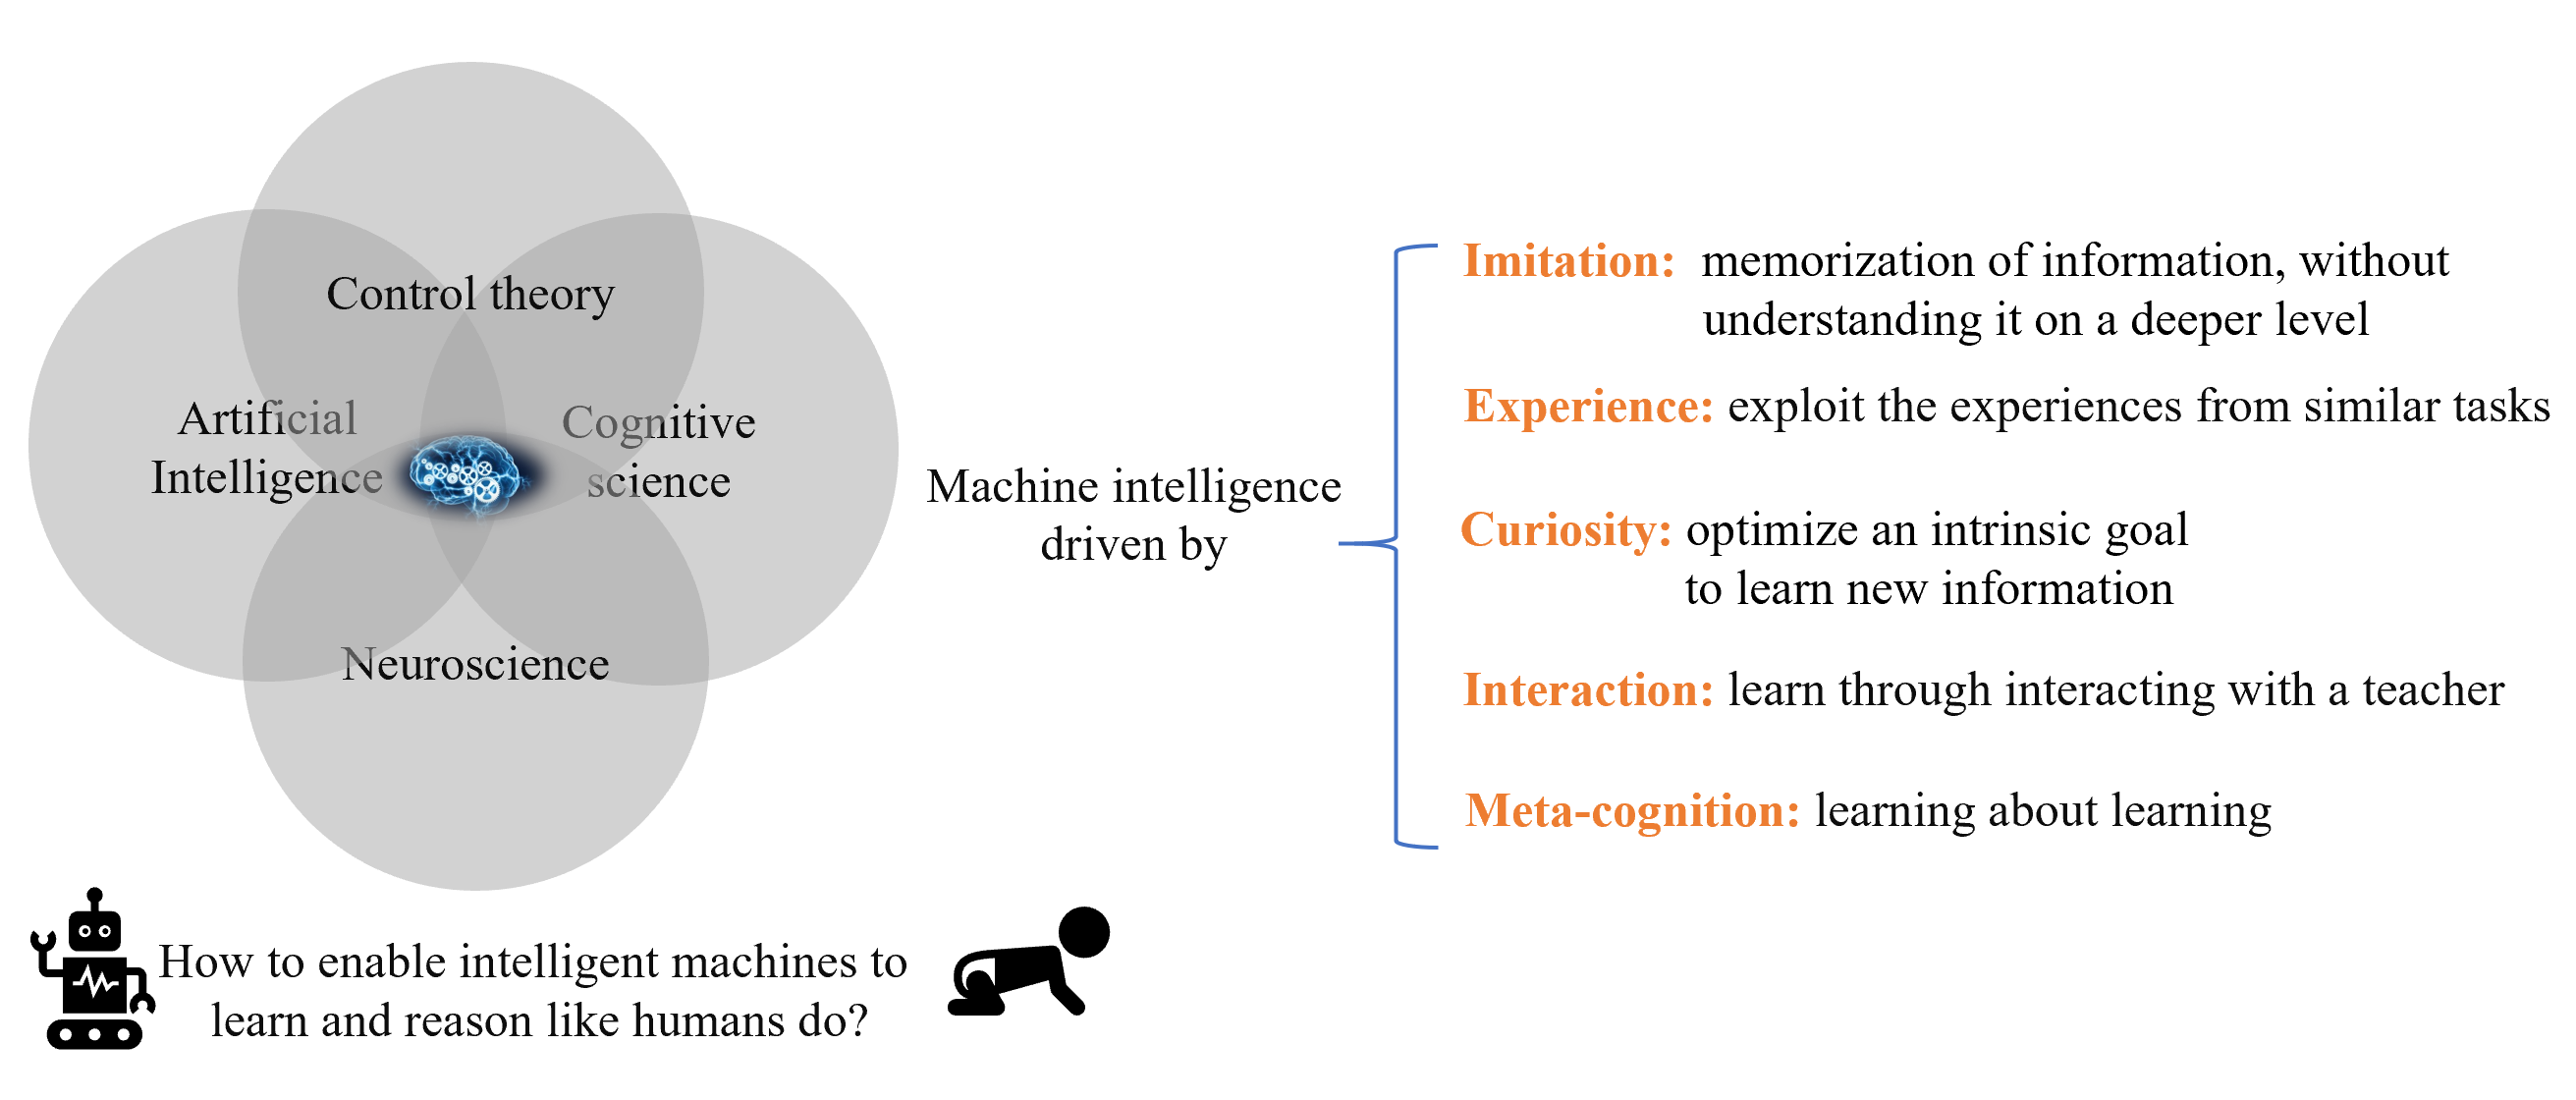 Control theory
Artificial
Intelligence
Cognitive
science
Neuroscience
Machine intelligence
driven by
Imitation: memorization of information, without
understanding it on a deeper level
Experience: exploit the experiences from similar tasks
Curiosity: optimize an intrinsic goal
to learn new information
Interaction: learn through interacting with a teacher
Meta-cognition: learning about learning
How to enable intelligent machines to
learn and reason like humans do?